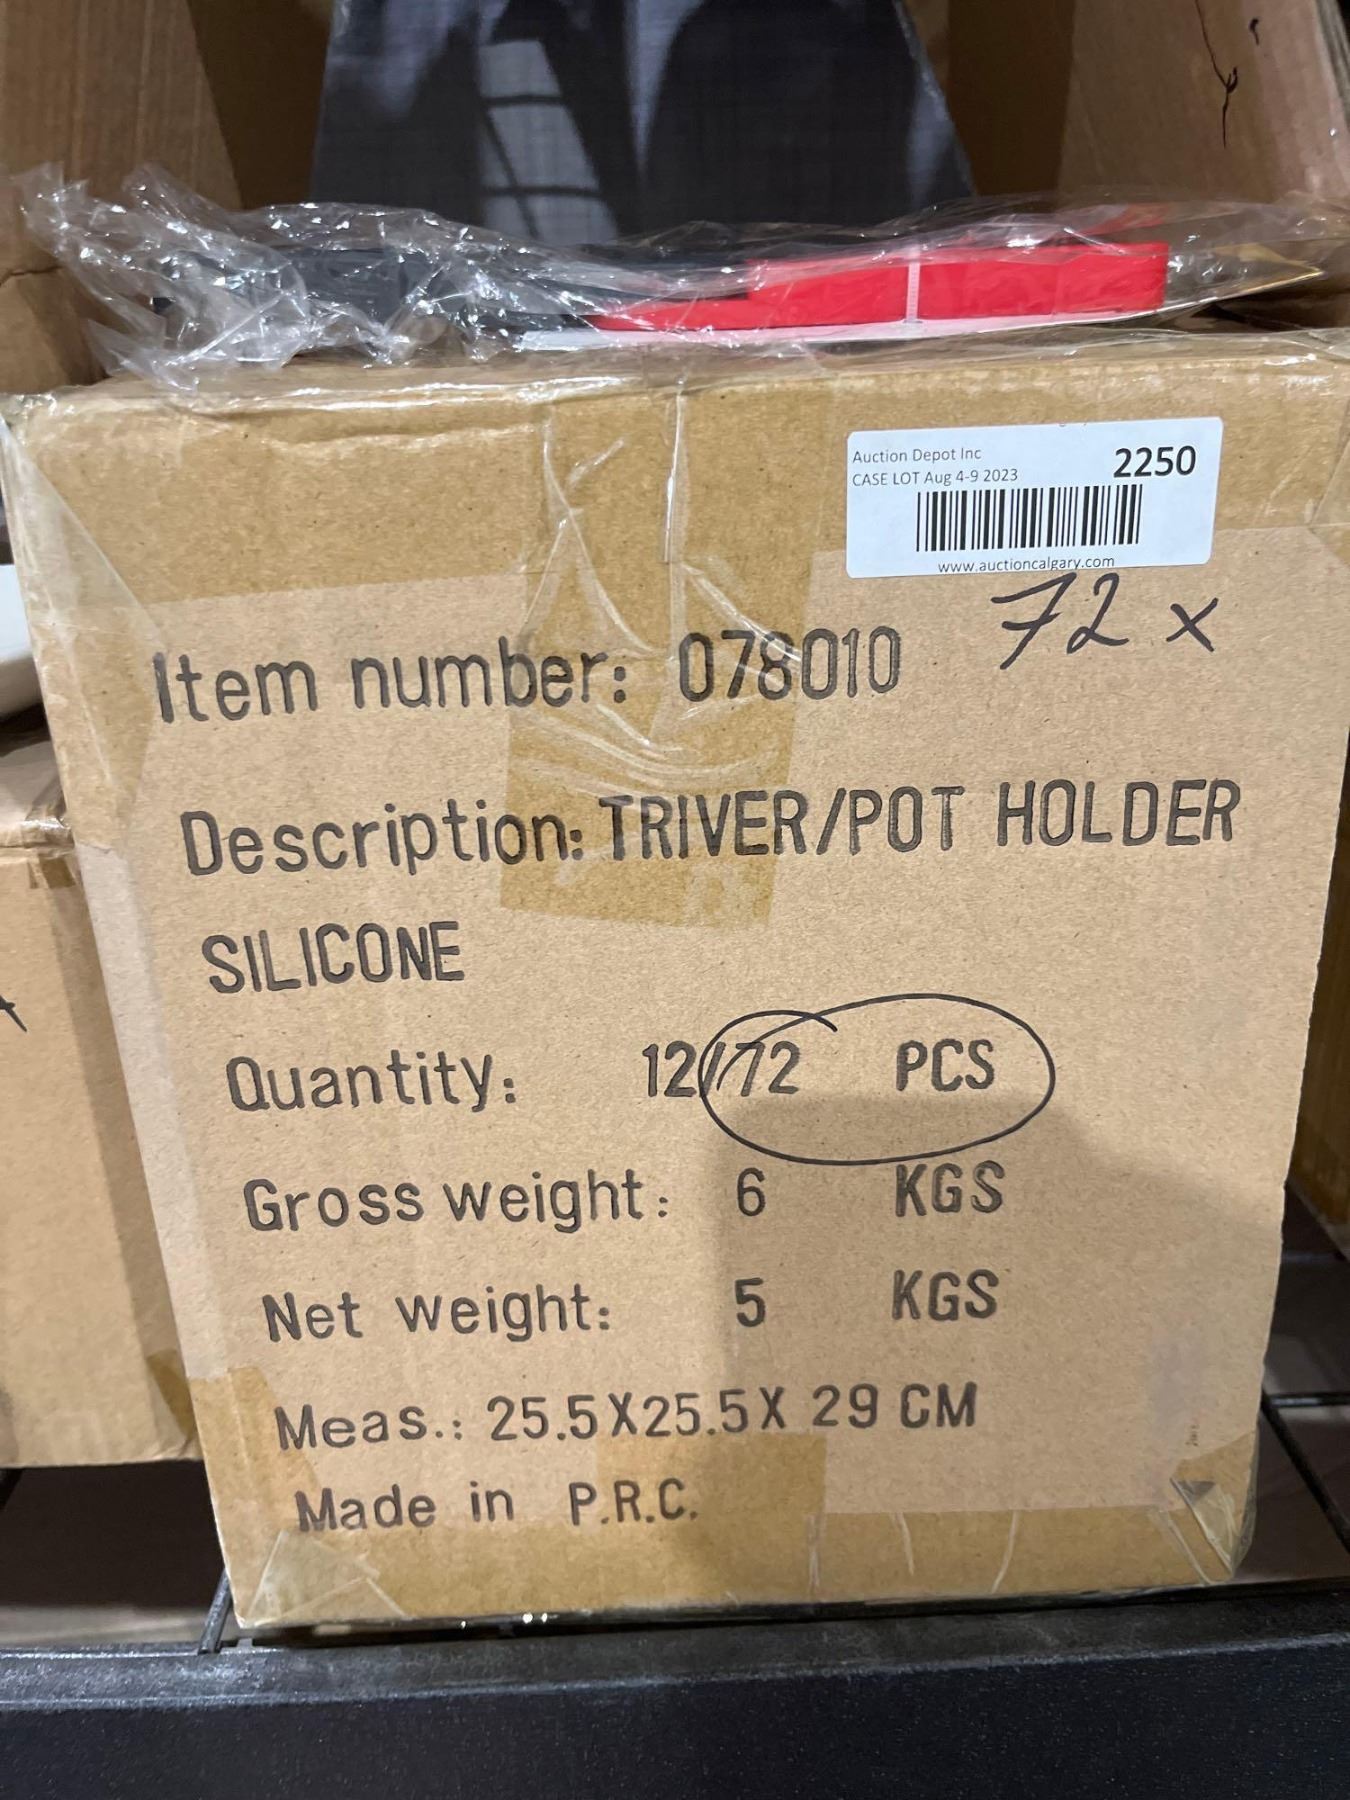 Auction Depot Inc
2250
CASE LOT Aug 4-9 2023
www.auctioncalgary.com
72 x
Item number: 078010
Description: TRIVER/POT HOLDER
SILICONE
Quantity: 12/72 PCS
Gross weight: 6 KGS
Net weight: 5 KGS
Meas.: 25.5X25.5X 29 CM
Made in P.R.C.